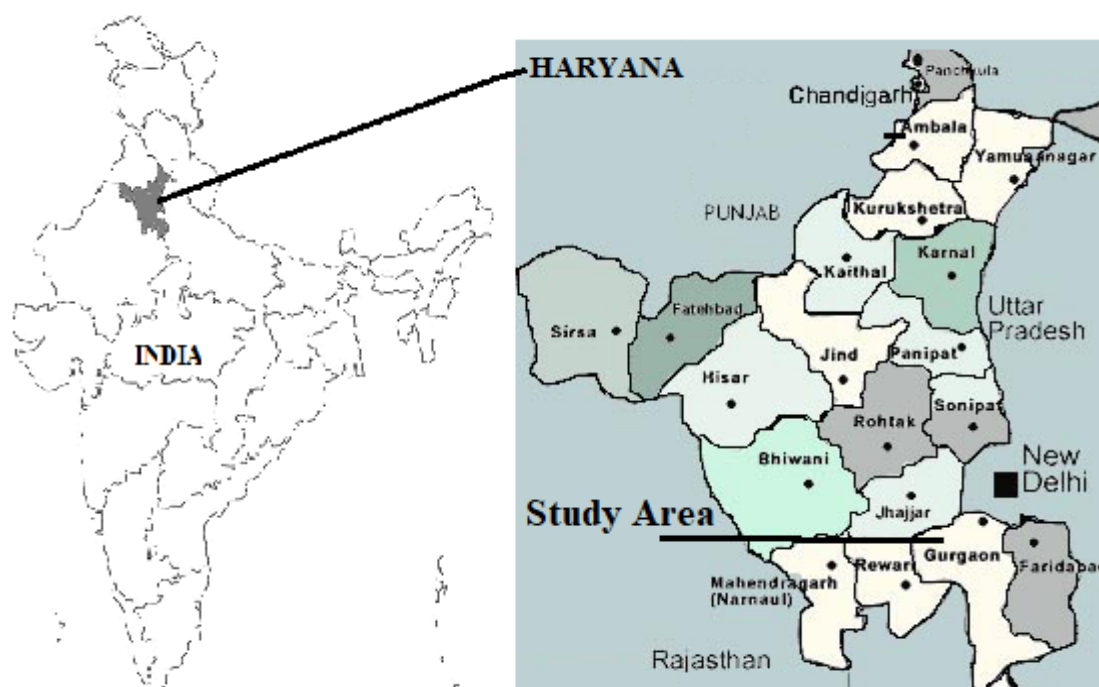 HARYANA
INDIA
Panchkula
Chandigarh
Ambala
Yamunanagar
PUNJAB
Kurukshetra
Kaithal
Karnal
Uttar
Pradesh
Sirsa
Fatehbad
Jind
Panipat
Hisar
Rohtak
Sonipat
Bhiwani
New
Delhi
Study Area
Jhajjar
Gurgaon
Rewari
Faridabad
Mahendragarh
(Narnaul)
Rajasthan